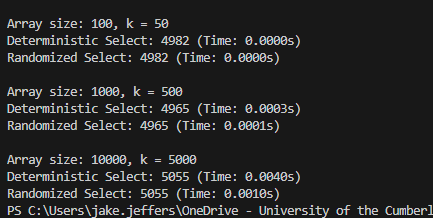 Array size: 100, k = 50
Deterministic Select: 4982 (Time: 0.0000s)
Randomized Select: 4982 (Time: 0.0000s)
Array size: 1000, k = 500
Deterministic Select: 4965 (Time: 0.0003s)
Randomized Select: 4965 (Time: 0.0001s)
Array size: 10000, k = 5000
Deterministic Select: 5055 (Time: 0.0040s)
Randomized Select: 5055 (Time: 0.0010s)
PS C:\Users\jake.jeffers\OneDrive - University of the Cumberl